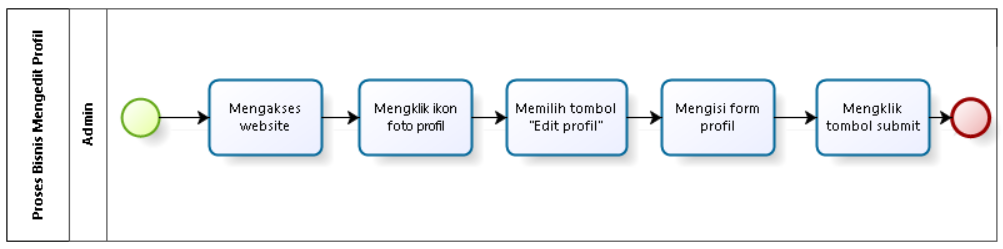 Proses Bisnis Mengedit Profil
Admin
Mengakses
website
Mengklik ikon
foto profil
Memilih tombol
"Edit profil"
Mengisi form
profil
Mengklik
tombol submit